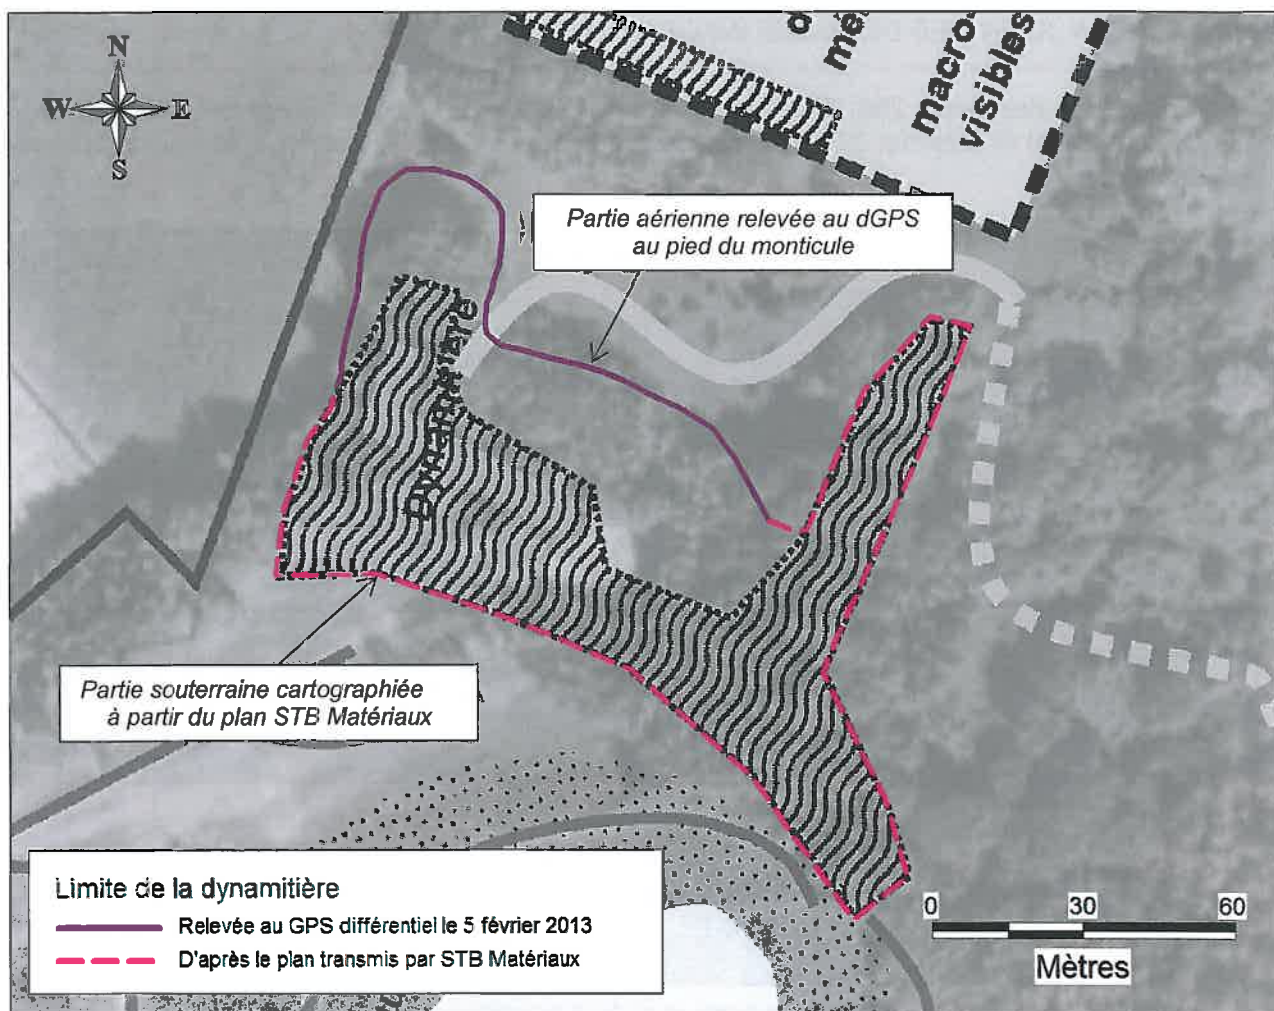 N
W E
S
mé
macro-
visibles
Partie aérienne relevée au dGPS
au pied du monticule
Dynamitière
Partie souterraine cartographiée
à partir du plan STB Matériaux
Limite de la dynamitière
Relevée au GPS différentiel le 5 février 2013
D'après le plan transmis par STB Matériaux
0 30 60
Mètres